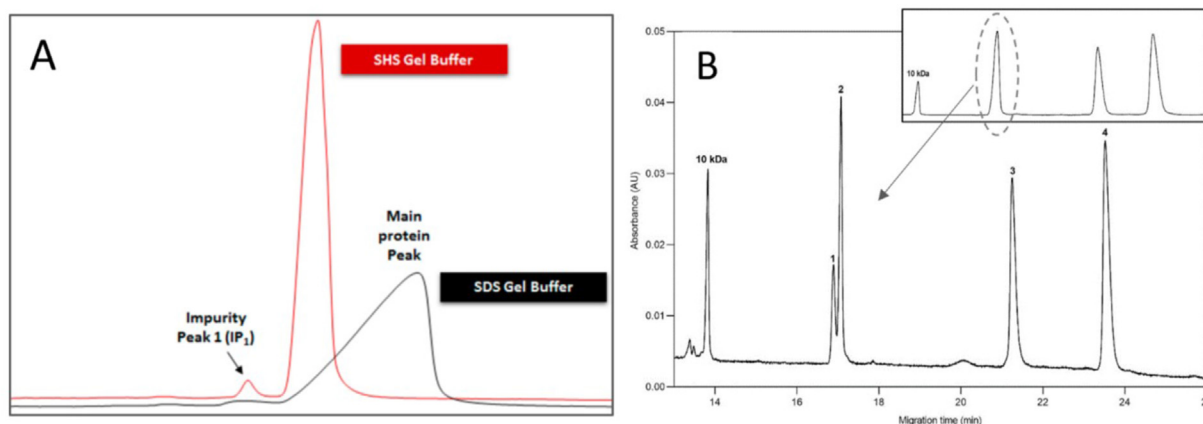 A
SHS Gel Buffer
Main
protein
Peak
SDS Gel Buffer
Impurity
Peak 1 (IP₁)
B
0.05
0.04
0.03
0.02
0.01
0.00
Absorbance (AU)
10 kDa
1
2
3
4
10 kDa
14
16
18
20
22
24
26
Migration time (min)